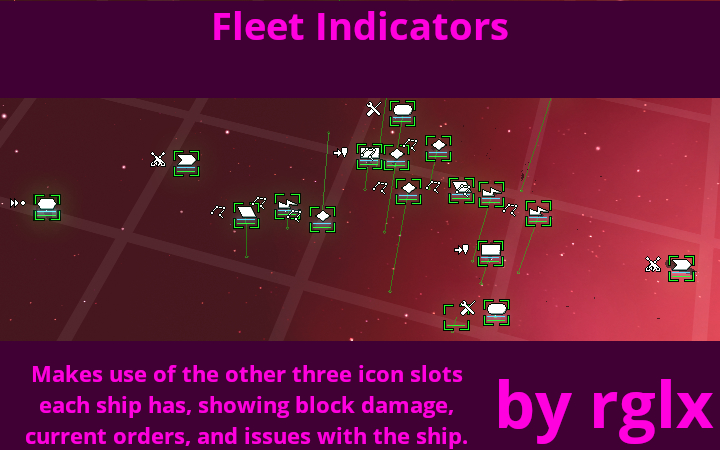 Fleet Indicators
Makes use of the other three icon slots
each ship has, showing block damage,
current orders, and issues with the ship.
by rglx